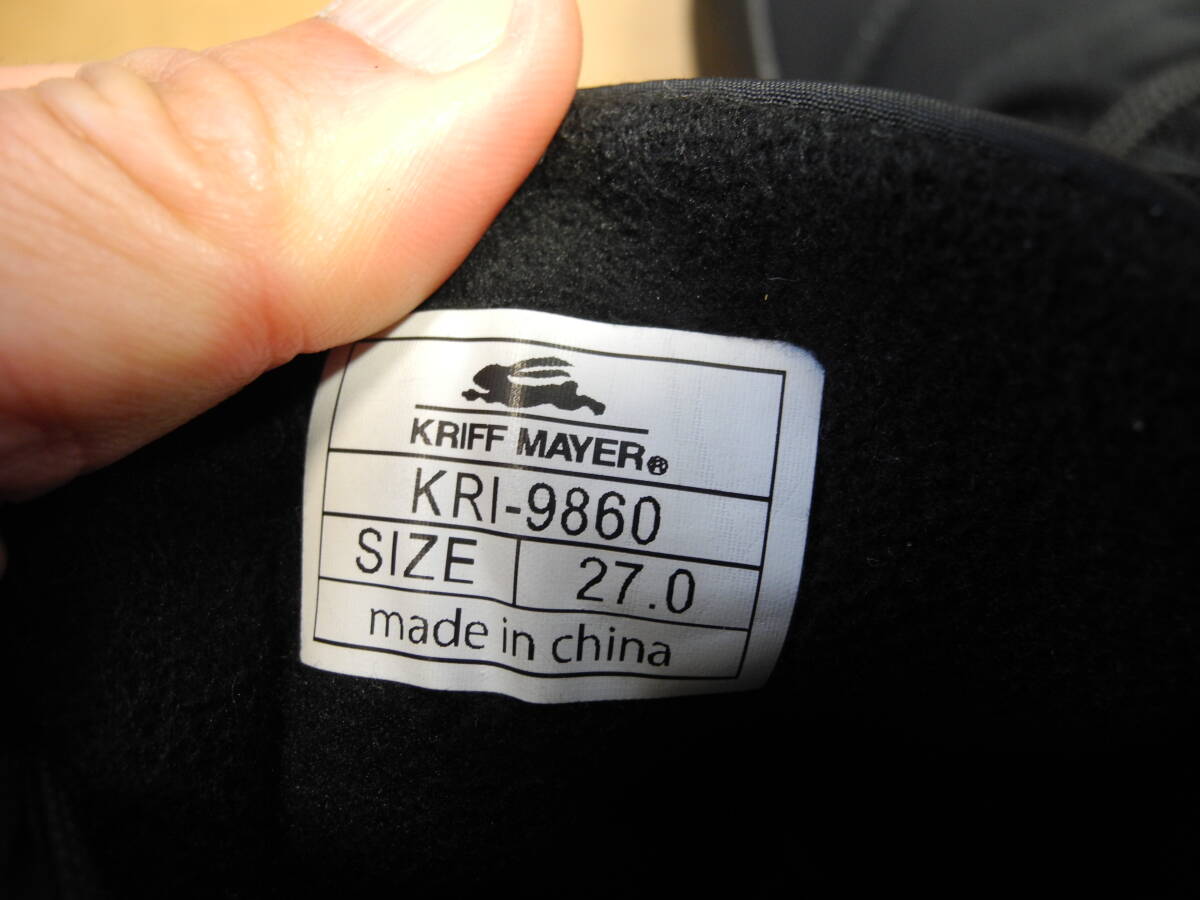 KRIFF MAYER®
KRI-9860
SIZE 27.0
made in china